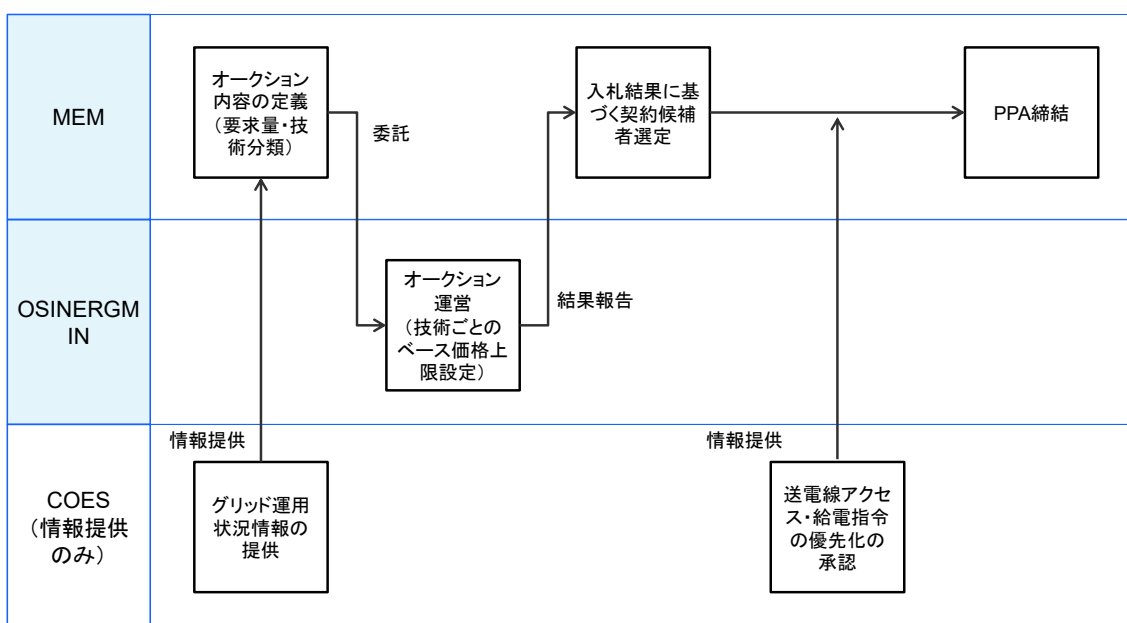 MEM
オークション
内容の定義
（要求量・技
術分類）
委託
入札結果に基
づく契約候補
者選定
PPA締結
OSINERGM
IN
オークション
運営
（技術ごとの
ベース価格上
限設定）
結果報告
COES
（情報提供
のみ）
情報提供
グリッド運用
状況情報の
提供
情報提供
送電線アクセ
ス・給電指令
の優先化の
承認